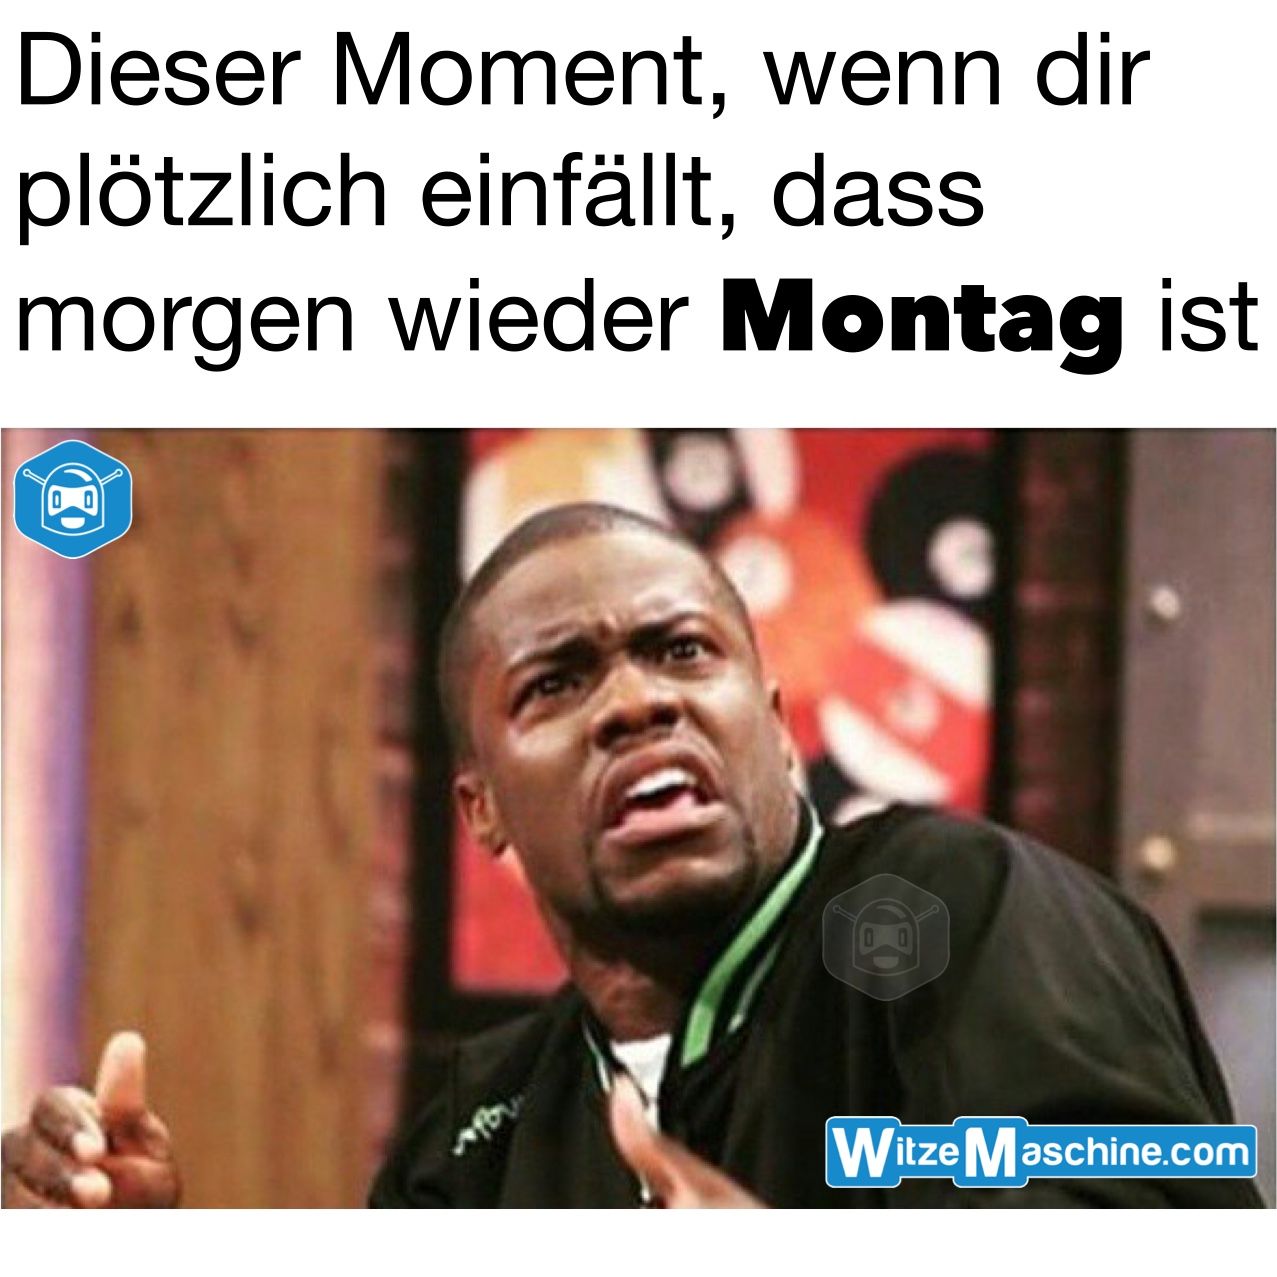 Dieser Moment, wenn dir
plötzlich einfällt, dass
morgen wieder Montag ist
WitzeMaschine.com